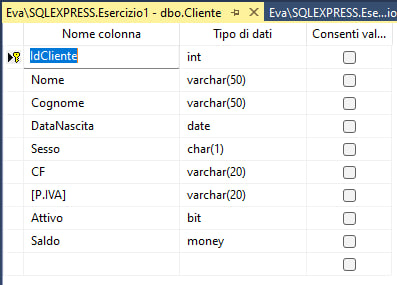 Eva\SQLEXPRESS.Esercizio1 - dbo.Cliente Eva\SQLEXPRESS.Ese...io
Nome colonna Tipo di dati Consenti val...
IdCliente int
Nome varchar(50)
Cognome varchar(50)
DataNascita date
Sesso char(1)
CF varchar(20)
[P.IVA] varchar(20)
Attivo bit
Saldo money